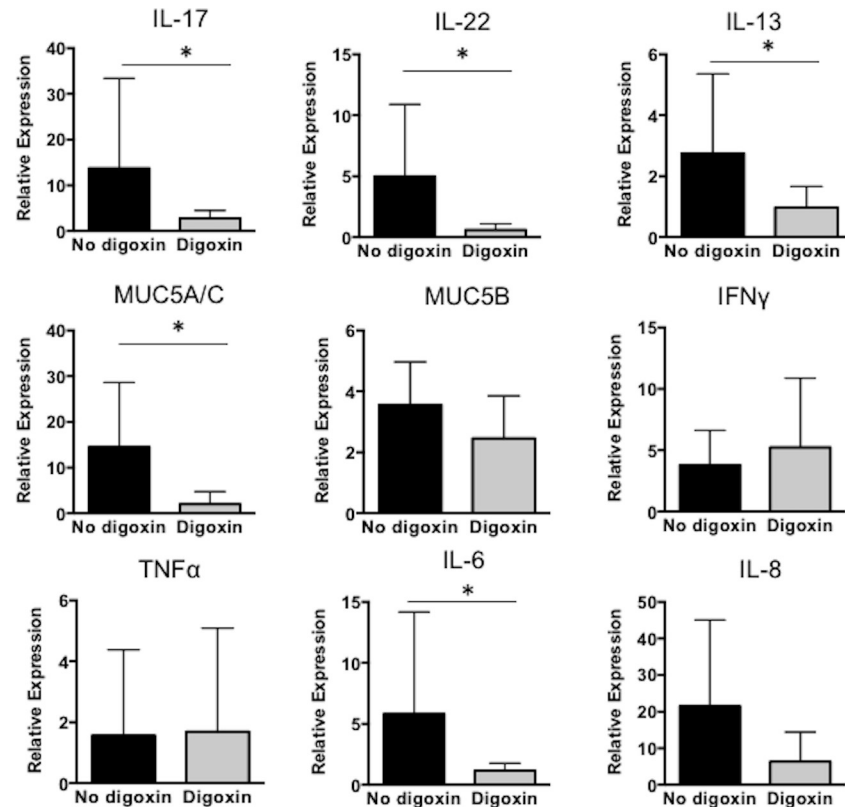 IL-17
IL-22
IL-13
Relative Expression
40
30
20
10
0
*
No digoxin Digoxin
Relative Expression
15
10
5
0
*
No digoxin Digoxin
Relative Expression
6
4
2
0
*
No digoxin Digoxin
MUC5A/C
MUC5B
IFNγ
Relative Expression
40
30
20
10
0
*
No digoxin Digoxin
Relative Expression
6
4
2
0
No digoxin Digoxin
Relative Expression
15
10
5
0
No digoxin Digoxin
TNFα
IL-6
IL-8
Relative Expression
6
4
2
0
No digoxin Digoxin
Relative Expression
15
10
5
0
*
No digoxin Digoxin
Relative Expression
50
40
30
20
10
0
No digoxin Digoxin